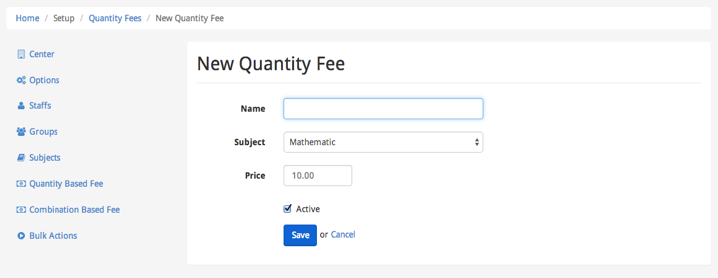 Home / Setup / Quantity Fees / New Quantity Fee
Center
Options
Staffs
Groups
Subjects
Quantity Based Fee
Combination Based Fee
Bulk Actions
New Quantity Fee
Name
Subject Mathematic
Price 10.00
Active
Save or Cancel